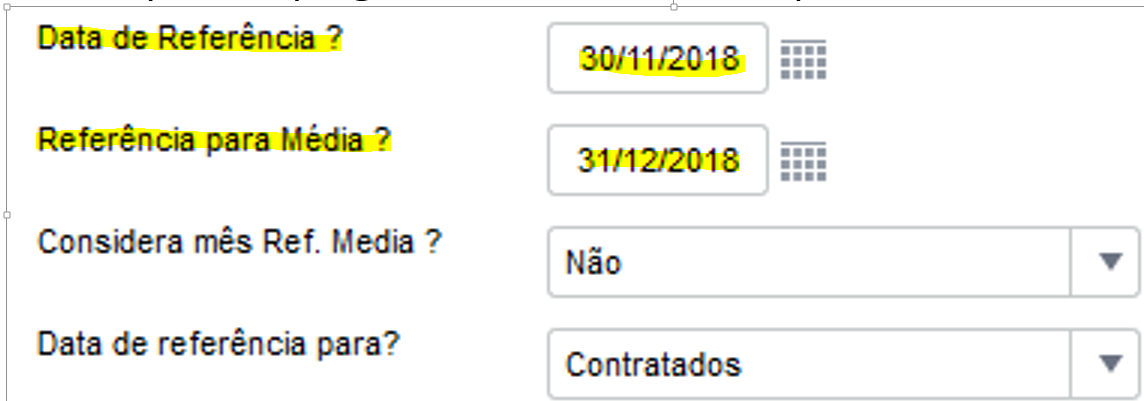 Data de Referência ?
30/11/2018
Referência para Média ?
31/12/2018
Considera mês Ref. Media ?
Não
Data de referência para?
Contratados